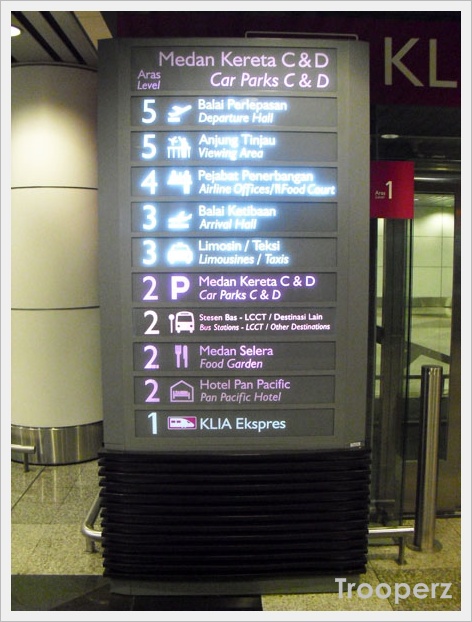 Medan Kereta C & D
Aras
Level
Car Parks C & D
5 Balai Perlepasan
Departure Hall
5 Anjung Tinjau
Viewing Area
4 Pejabat Penerbangan
Airline Offices/Food Court
3 Balai Ketibaan
Arrival Hall
3 Limosin / Teksi
Limousines / Taxis
2 P Medan Kereta C & D
Car Parks C & D
2 Stesen Bas - LCCT / Destinasi Lain
Bus Stations - LCCT / Other Destinations
2 Medan Selera
Food Garden
2 Hotel Pan Pacific
Pan Pacific Hotel
1 KLIA Ekspres
KL
Aras
Level
1
Trooperz